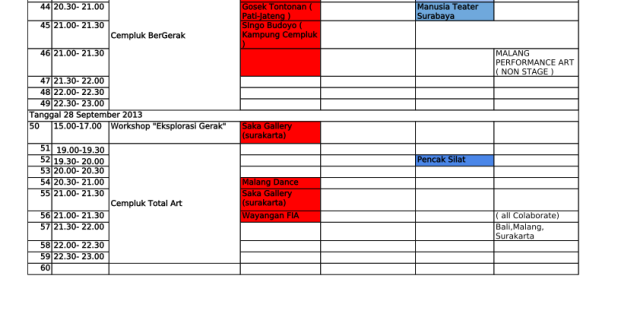 44 20.30- 21.00 Gosek Tontonan ( Manusia Teater
Pati-jateng ) Surabaya
45 21.00- 21.30 Singo Budoyo (
Cempluk BerGerak Kampung Cempluk
)
46 21.00- 21.30 MALANG
PERFORMANCE ART
( NON STAGE )
47 21.30- 22.00
48 22.00- 22.30
49 22.30- 23.00
Tanggal 28 September 2013
50 15.00-17.00 Workshop "Eksplorasi Gerak" Saka Gallery
(surakarta)
51 19.00-19.30
52 19.30- 20.00 Pencak Silat
53 20.00- 20.30
54 20.30- 21.00 Malang Dance
55 21.00- 21.30 Saka Gallery
Cempluk Total Art (surakarta)
56 21.00- 21.30 Wayangan FIA ( all Colaborate)
57 21.30- 22.00 Bali,Malang,
Surakarta
58 22.00- 22.30
59 22.30- 23.00
60